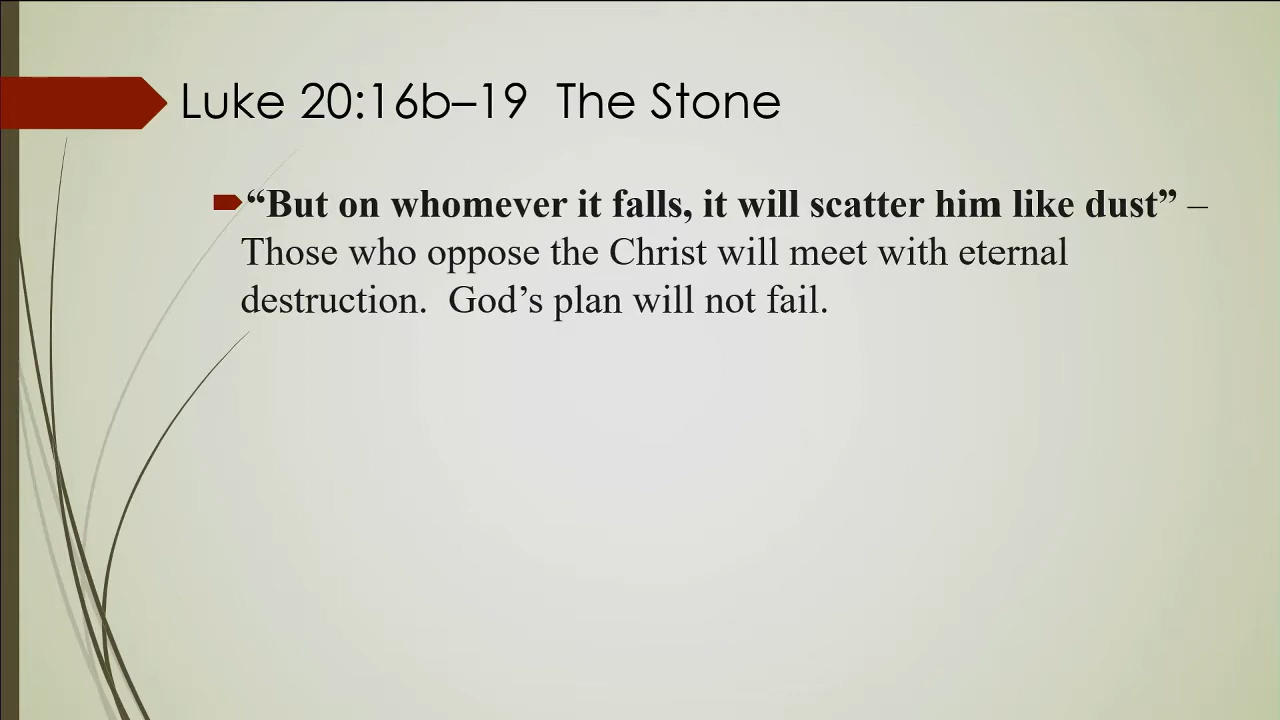 Luke 20:16b–19  The Stone
“But on whomever it falls, it will scatter him like dust” –
Those who oppose the Christ will meet with eternal
destruction.  God’s plan will not fail.